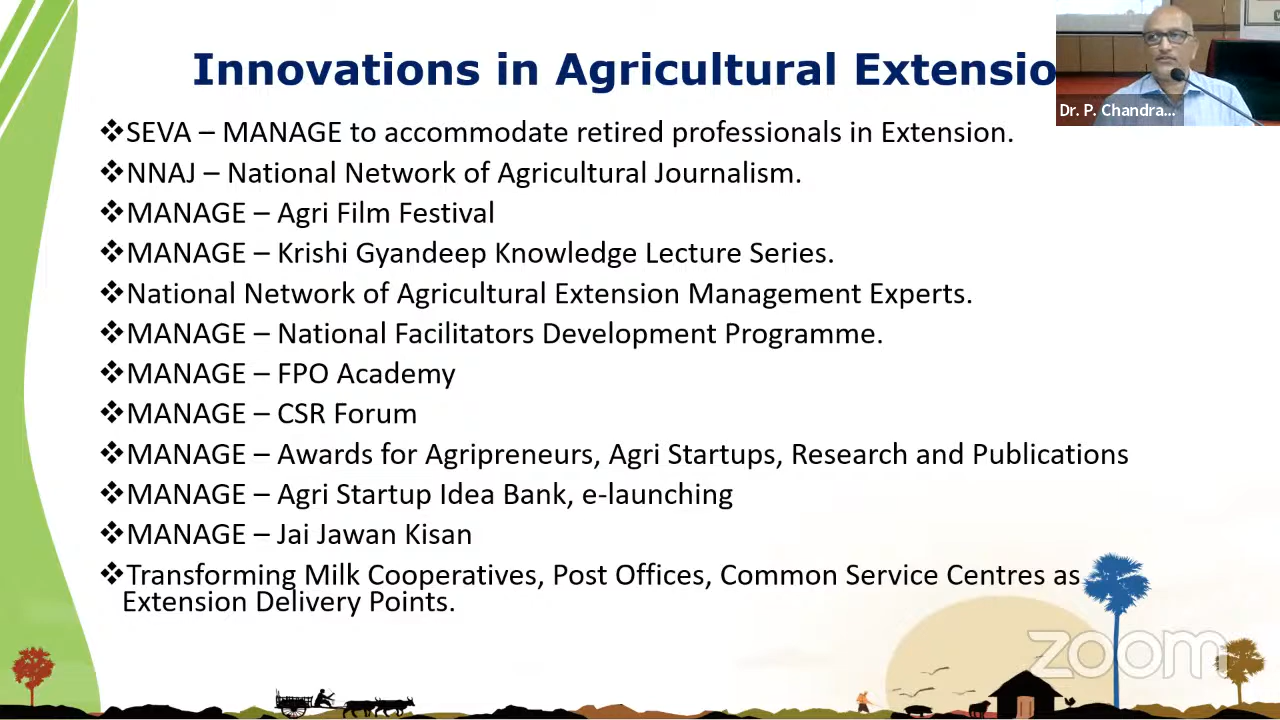 Innovations in Agricultural Extensio
Dr. P. Chandra...
❖SEVA – MANAGE to accommodate retired professionals in Extension.
❖NNAJ – National Network of Agricultural Journalism.
❖MANAGE – Agri Film Festival
❖MANAGE – Krishi Gyandeep Knowledge Lecture Series.
❖National Network of Agricultural Extension Management Experts.
❖MANAGE – National Facilitators Development Programme.
❖MANAGE – FPO Academy
❖MANAGE – CSR Forum
❖MANAGE – Awards for Agripreneurs, Agri Startups, Research and Publications
❖MANAGE – Agri Startup Idea Bank, e-launching
❖MANAGE – Jai Jawan Kisan
❖Transforming Milk Cooperatives, Post Offices, Common Service Centres as
Extension Delivery Points.
zoom